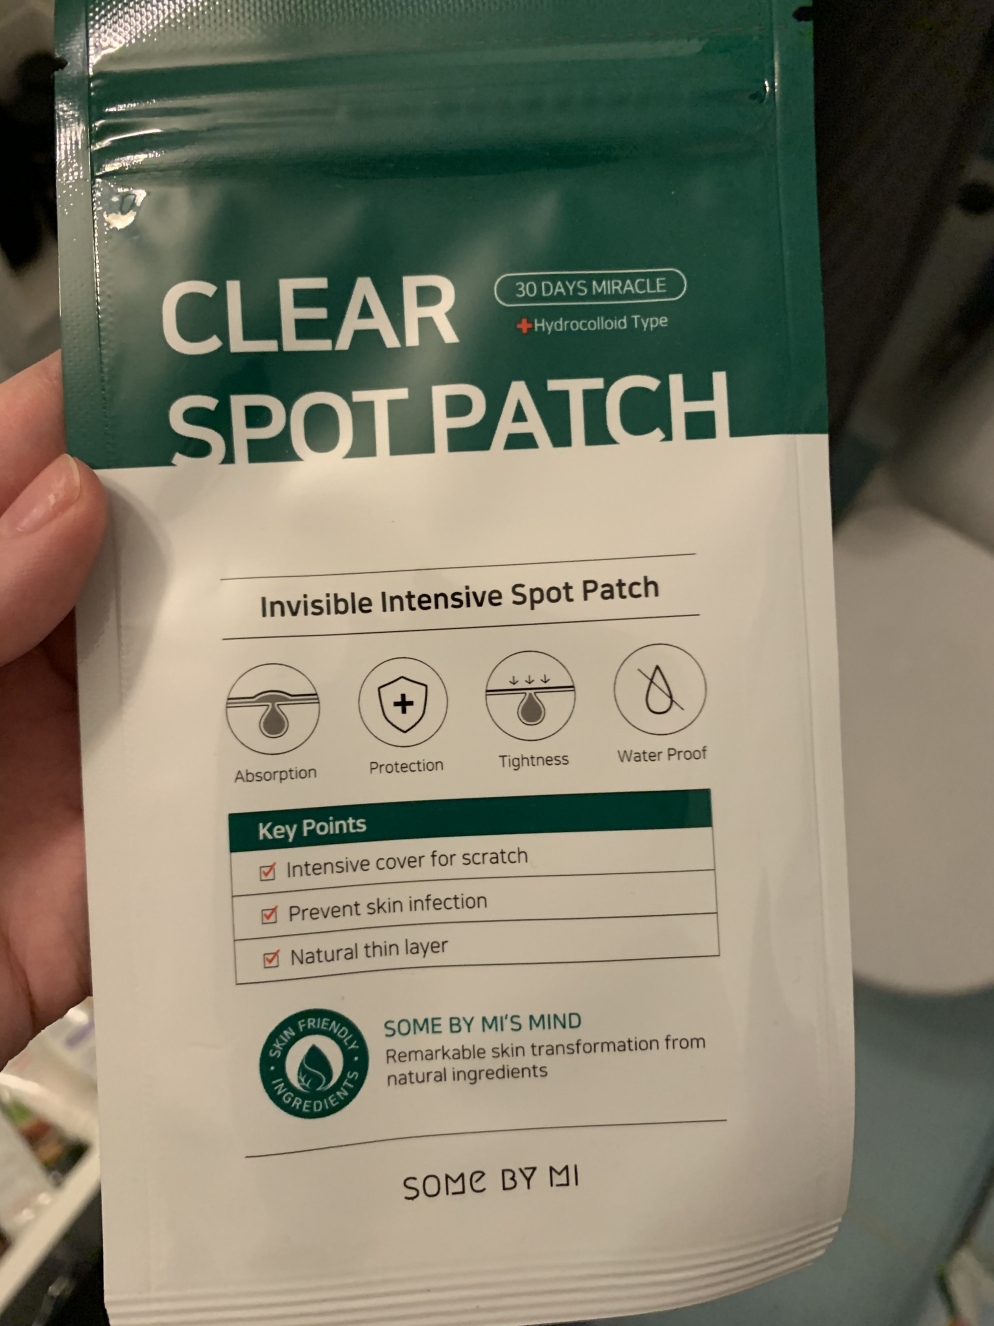 CLEAR
30 DAYS MIRACLE
+Hydrocolloid Type
SPOT PATCH
Invisible Intensive Spot Patch
Absorption
Protection
Tightness
Water Proof
Key Points
Intensive cover for scratch
Prevent skin infection
Natural thin layer
SKIN FRIENDLY
INGREDIENTS
SOME BY MI'S MIND
Remarkable skin transformation from
natural ingredients
SOME BY MI